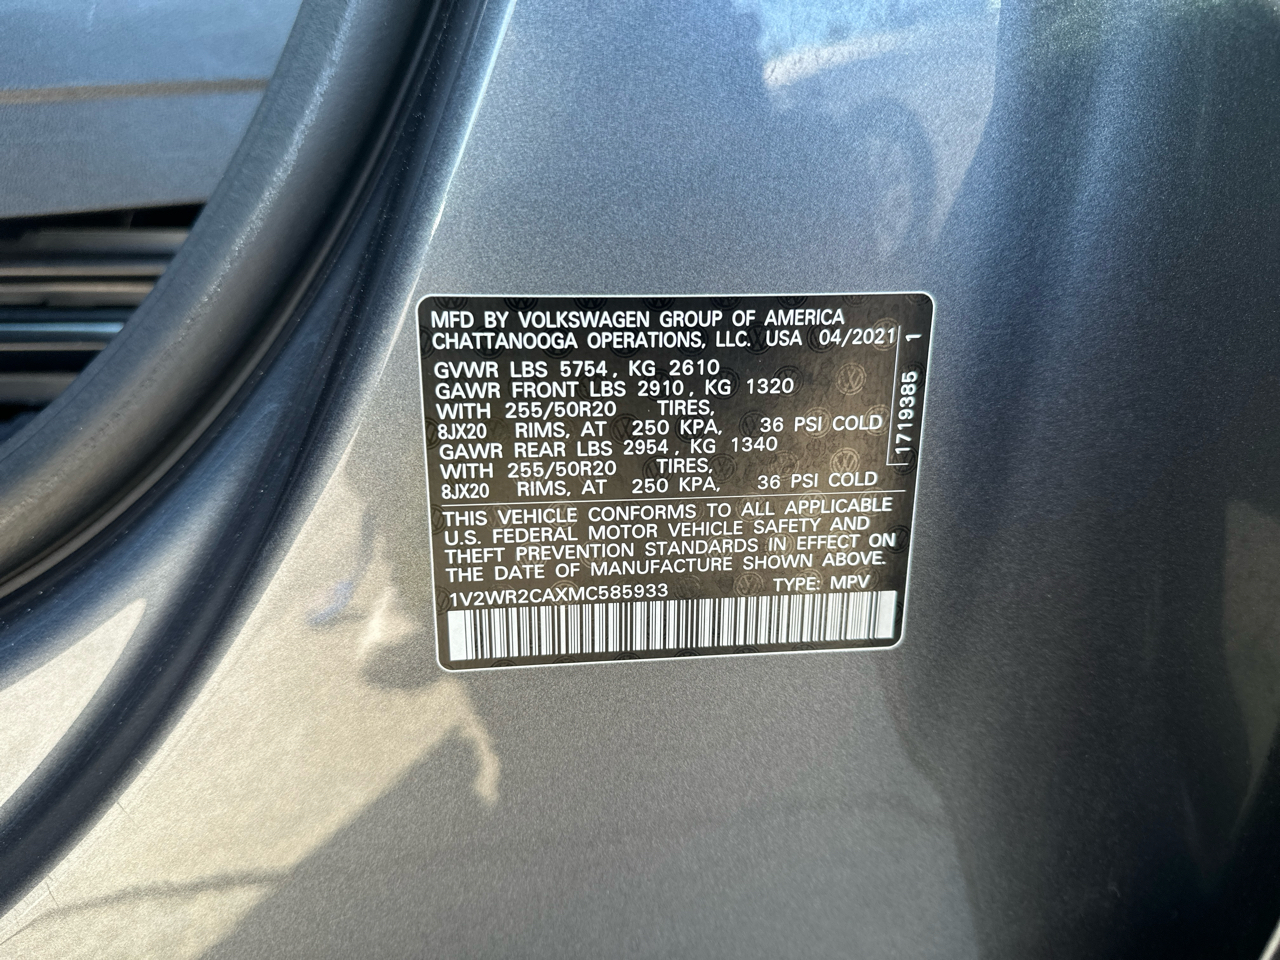 MFD BY VOLKSWAGEN GROUP OF AMERICA
CHATTANOOGA OPERATIONS, LLC. USA 04/2021
GVWR LBS 5754, KG 2610
GAWR FRONT LBS 2910, KG 1320
WITH 255/50R20 TIRES,
8JX20 RIMS, AT 250 KPA, 36 PSI COLD
GAWR REAR LBS 2954, KG 1340
WITH 255/50R20 TIRES,
8JX20 RIMS, AT 250 KPA, 36 PSI COLD
THIS VEHICLE CONFORMS TO ALL APPLICABLE
U.S. FEDERAL MOTOR VEHICLE SAFETY AND
THEFT PREVENTION STANDARDS IN EFFECT ON
THE DATE OF MANUFACTURE SHOWN ABOVE.
1V2WR2CAXMC585933 TYPE: MPV
1719385 1